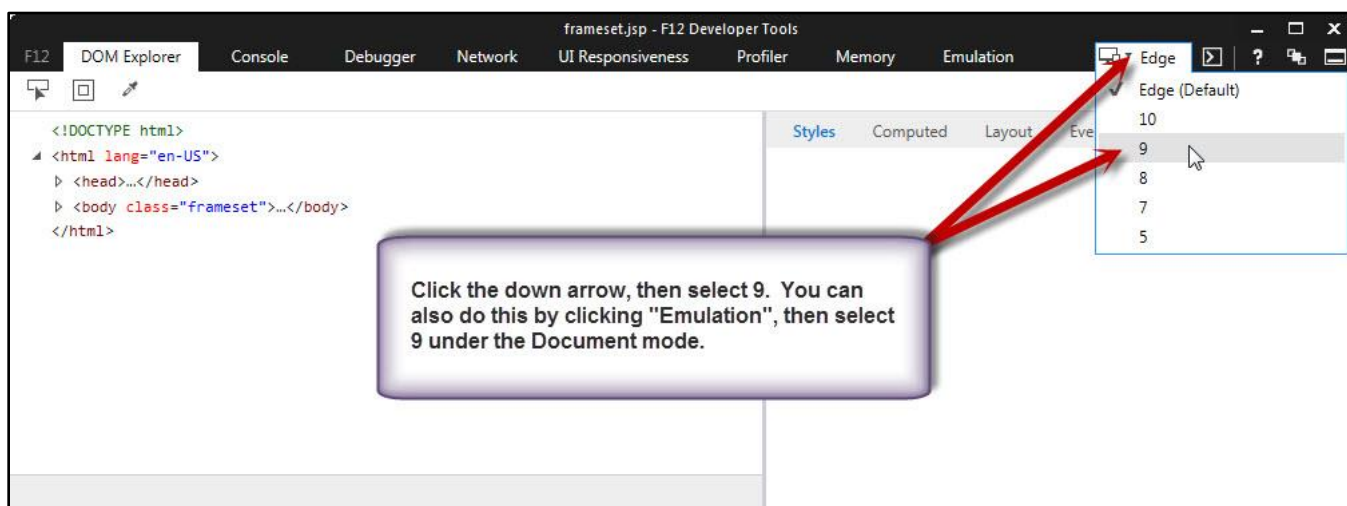 frameset.jsp - F12 Developer Tools
F12 DOM Explorer Console Debugger Network UI Responsiveness Profiler Memory Emulation Edge ?
Edge (Default)
10
9
8
7
5
<!DOCTYPE html>
<html lang="en-US">
<head>…</head>
<body class="frameset">…</body>
</html>
Styles Computed Layout
Click the down arrow, then select 9. You can
also do this by clicking "Emulation", then select
9 under the Document mode.